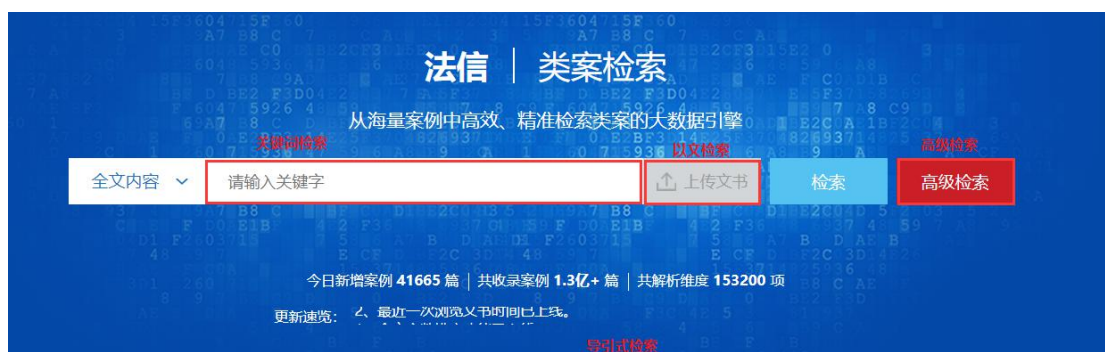 法信 | 类案检索
从海量案例中高效、精准检索类案的大数据引擎
关键词检索 以文检索 高级检索
全文内容 请输入关键字 上传文书 检索 高级检索
今日新增案例 41665 篇 | 共收录案例 1.3亿+ 篇 | 共解析维度 153200 项
更新速览: 2、最近一次浏览文书时间已上线。
导引式检索